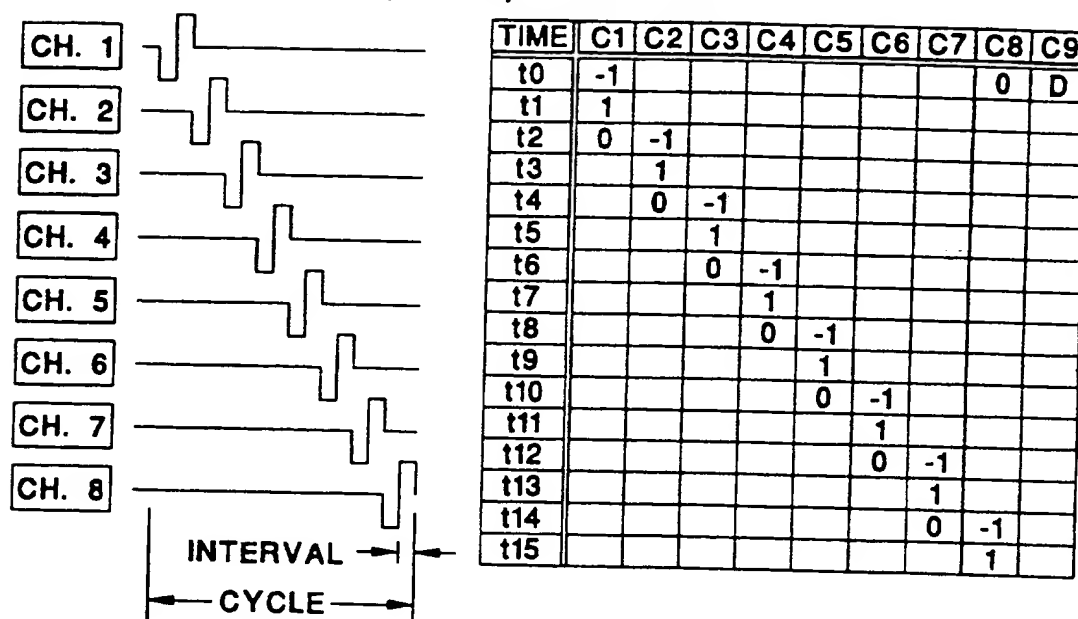 CH. 1
CH. 2
CH. 3
CH. 4
CH. 5
CH. 6
CH. 7
CH. 8
INTERVAL
CYCLE
TIME C1 C2 C3 C4 C5 C6 C7 C8 C9
t0 -1 0 D
t1 1
t2 0 -1
t3 1
t4 0 -1
t5 1
t6 0 -1
t7 1
t8 0 -1
t9 1
t10 0 -1
t11 1
t12 0 -1
t13 1
t14 0 -1
t15 1